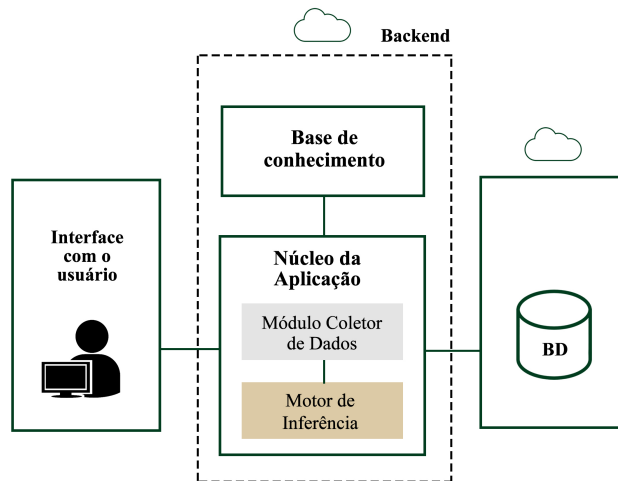 Backend
Base de
conhecimento
Interface
com o
usuário
Núcleo da
Aplicação
Módulo Coletor
de Dados
Motor de
Inferência
BD